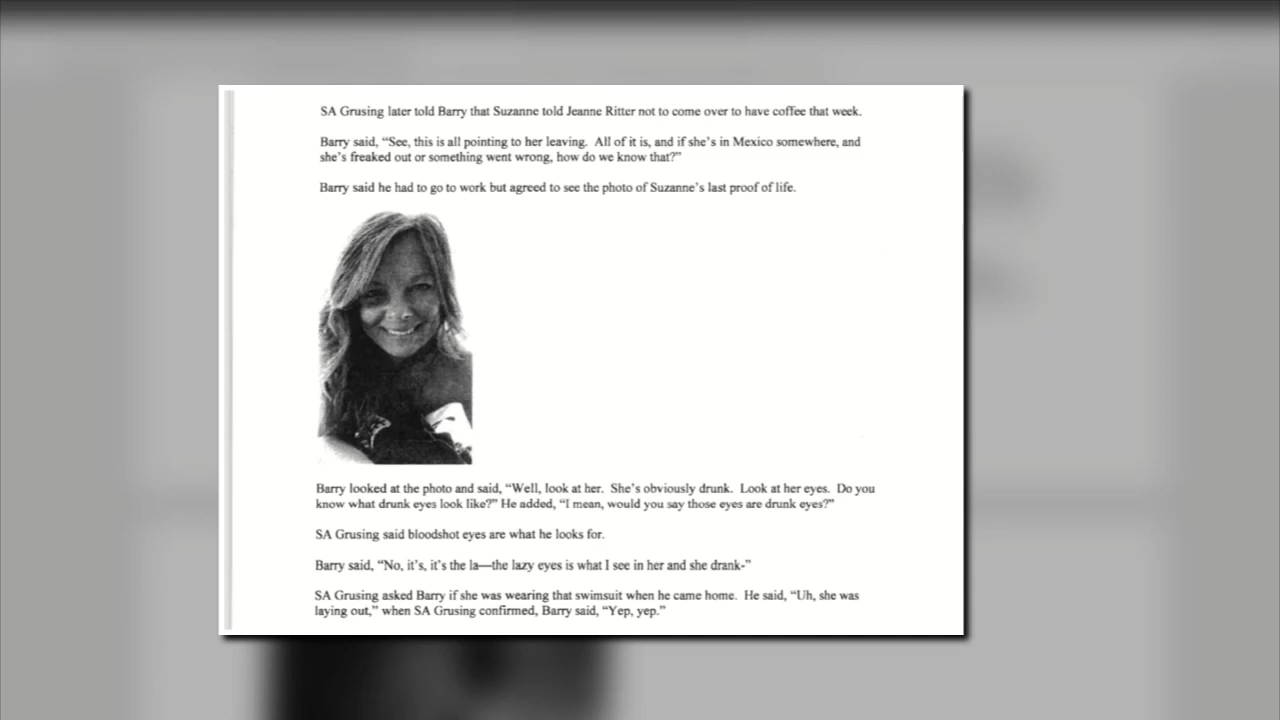 SA Grusing later told Barry that Suzanne told Jeanne Ritter not to come over to have coffee that week.
Barry said, “See, this is all pointing to her leaving.  All of it is, and if she’s in Mexico somewhere, and
she’s freaked out or something went wrong, how do we know that?”
Barry said he had to go to work but agreed to see the photo of Suzanne’s last proof of life.
Barry looked at the photo and said, “Well, look at her.  She’s obviously drunk.  Look at her eyes.  Do you
know what drunk eyes look like?” He added, “I mean, would you say those eyes are drunk eyes?”
SA Grusing said bloodshot eyes are what he looks for.
Barry said, “No, it’s, it’s the la—the lazy eyes is what I see in her and she drank-”
SA Grusing asked Barry if she was wearing that swimsuit when he came home.  He said, “Uh, she was
laying out,” when SA Grusing confirmed, Barry said, “Yep, yep.”